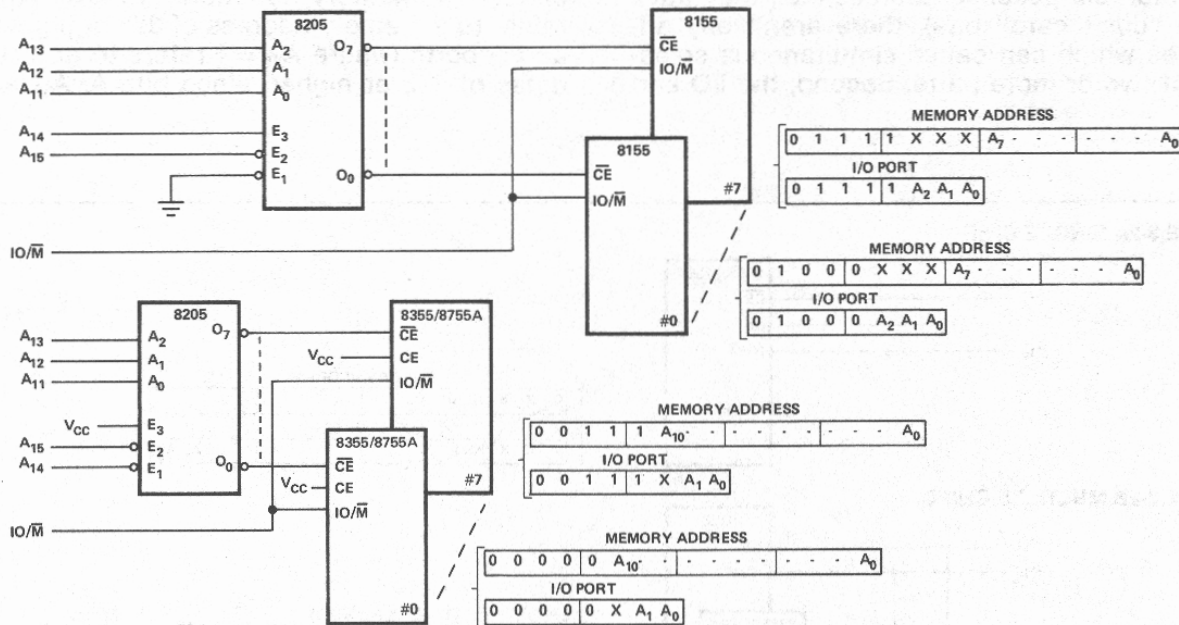 8205
A13
A12
A11
A14
A15
A2
A1
A0
E3
E2
E1
O7
O0
IO/M̅
8155
CE
IO/M̅
#7
8155
C̅E̅
IO/M̅
#0
MEMORY ADDRESS
0 1 1 1 1 X X X A7 - - - - - - A0
I/O PORT
0 1 1 1 1 A2 A1 A0
MEMORY ADDRESS
0 1 0 0 0 X X X A7 - - - - - - A0
I/O PORT
0 1 0 0 0 A2 A1 A0
8205
A13
A12
A11
VCC
A15
A14
A2
A1
A0
E3
E2
E1
O7
O0
IO/M̅
8355/8755A
C̅E̅
VCC
CE
IO/M̅
#7
8355/8755A
C̅E̅
VCC
CE
IO/M̅
#0
MEMORY ADDRESS
0 0 1 1 1 A10 - - - - - - - - - A0
I/O PORT
0 0 1 1 1 X A1 A0
MEMORY ADDRESS
0 0 0 0 0 A10 - - - - - - - - - A0
I/O PORT
0 0 0 0 0 X A1 A0